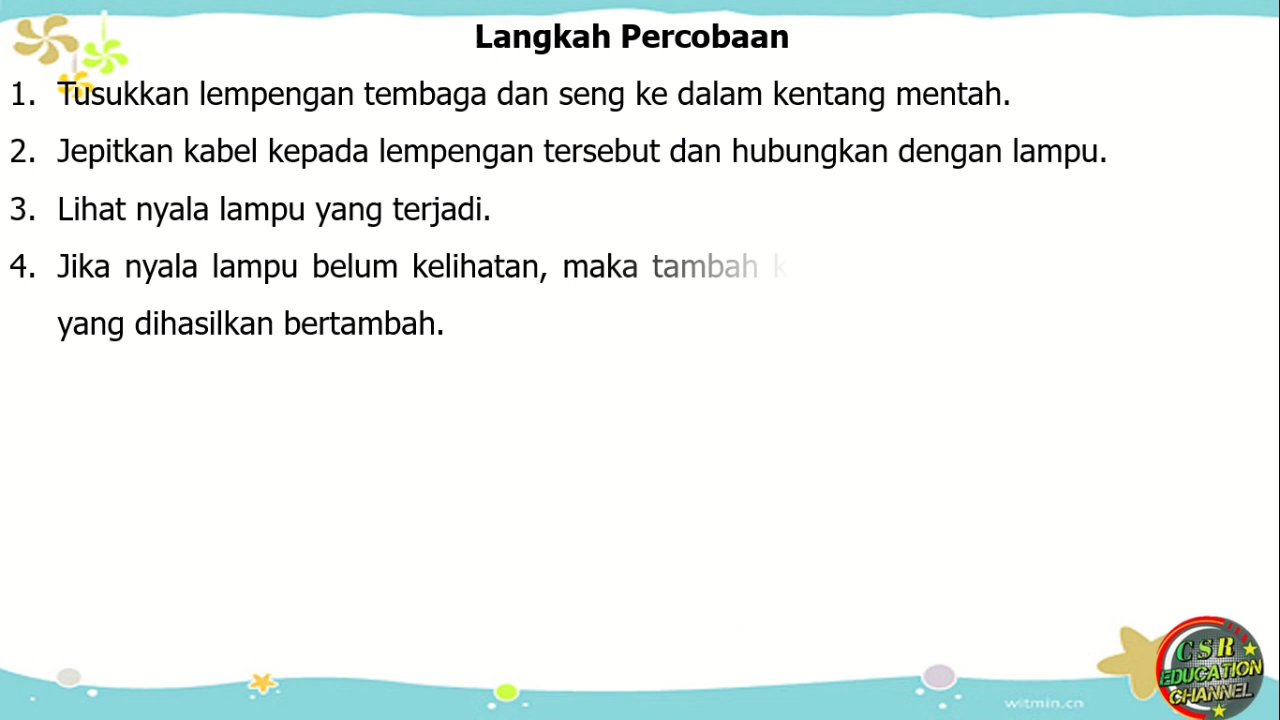 Langkah Percobaan
1. Tusukkan lempengan tembaga dan seng ke dalam kentang mentah.
2. Jepitkan kabel kepada lempengan tersebut dan hubungkan dengan lampu.
3. Lihat nyala lampu yang terjadi.
4. Jika nyala lampu belum kelihatan, maka tambah k
yang dihasilkan bertambah.
CSR
EDUCATION
CHANNEL
witmin.cn